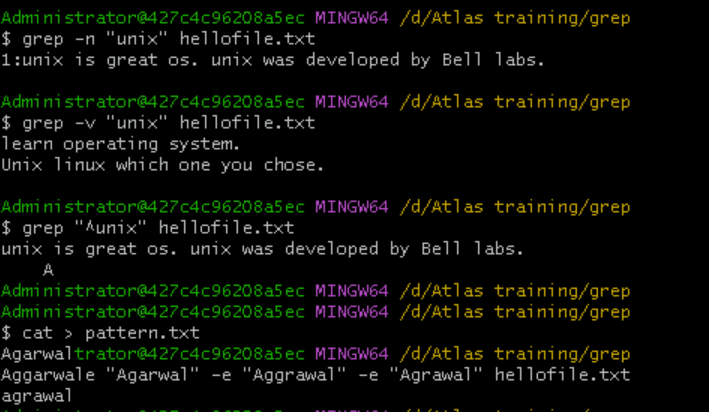 Administrator@427c4c96208a5ec MINGW64 /d/Atlas training/grep
$ grep -n "unix" hellofile.txt
1:unix is great os. unix was developed by Bell labs.
Administrator@427c4c96208a5ec MINGW64 /d/Atlas training/grep
$ grep -v "unix" hellofile.txt
learn operating system.
Unix linux which one you chose.
Administrator@427c4c96208a5ec MINGW64 /d/Atlas training/grep
$ grep "^unix" hellofile.txt
unix is great os. unix was developed by Bell labs.
A
Administrator@427c4c96208a5ec MINGW64 /d/Atlas training/grep
Administrator@427c4c96208a5ec MINGW64 /d/Atlas training/grep
$ cat > pattern.txt
Agarwaltrator@427c4c96208a5ec MINGW64 /d/Atlas training/grep
Aggarwale "Agarwal" -e "Aggrawal" -e "Agrawal" hellofile.txt
agrawal